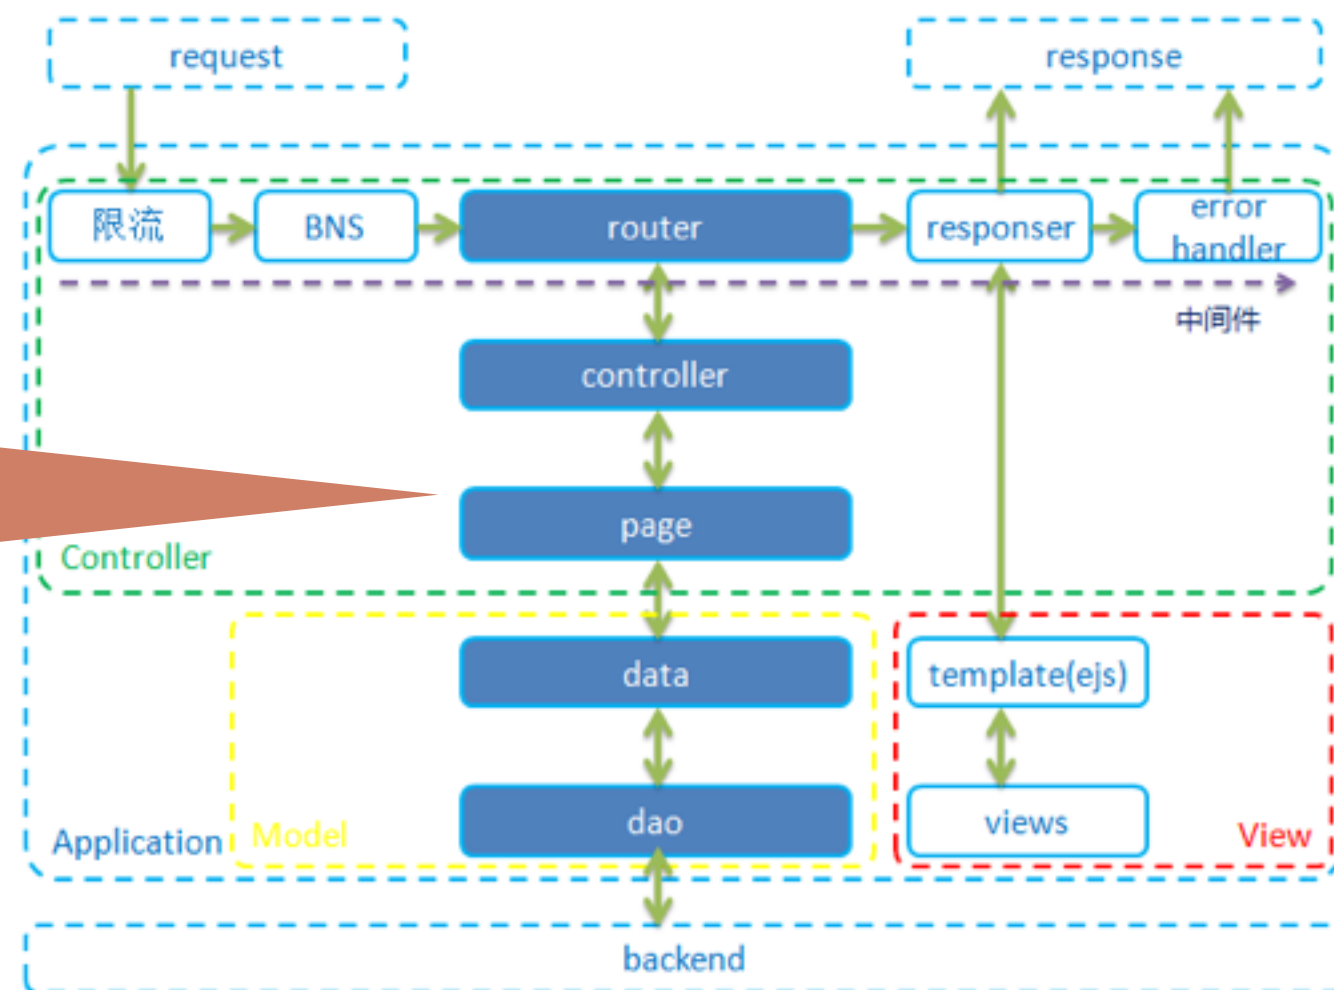 request
response
限流
BNS
router
responser
error
handler
中间件
controller
page
Controller
data
template(ejs)
dao
views
Application
Model
View
backend